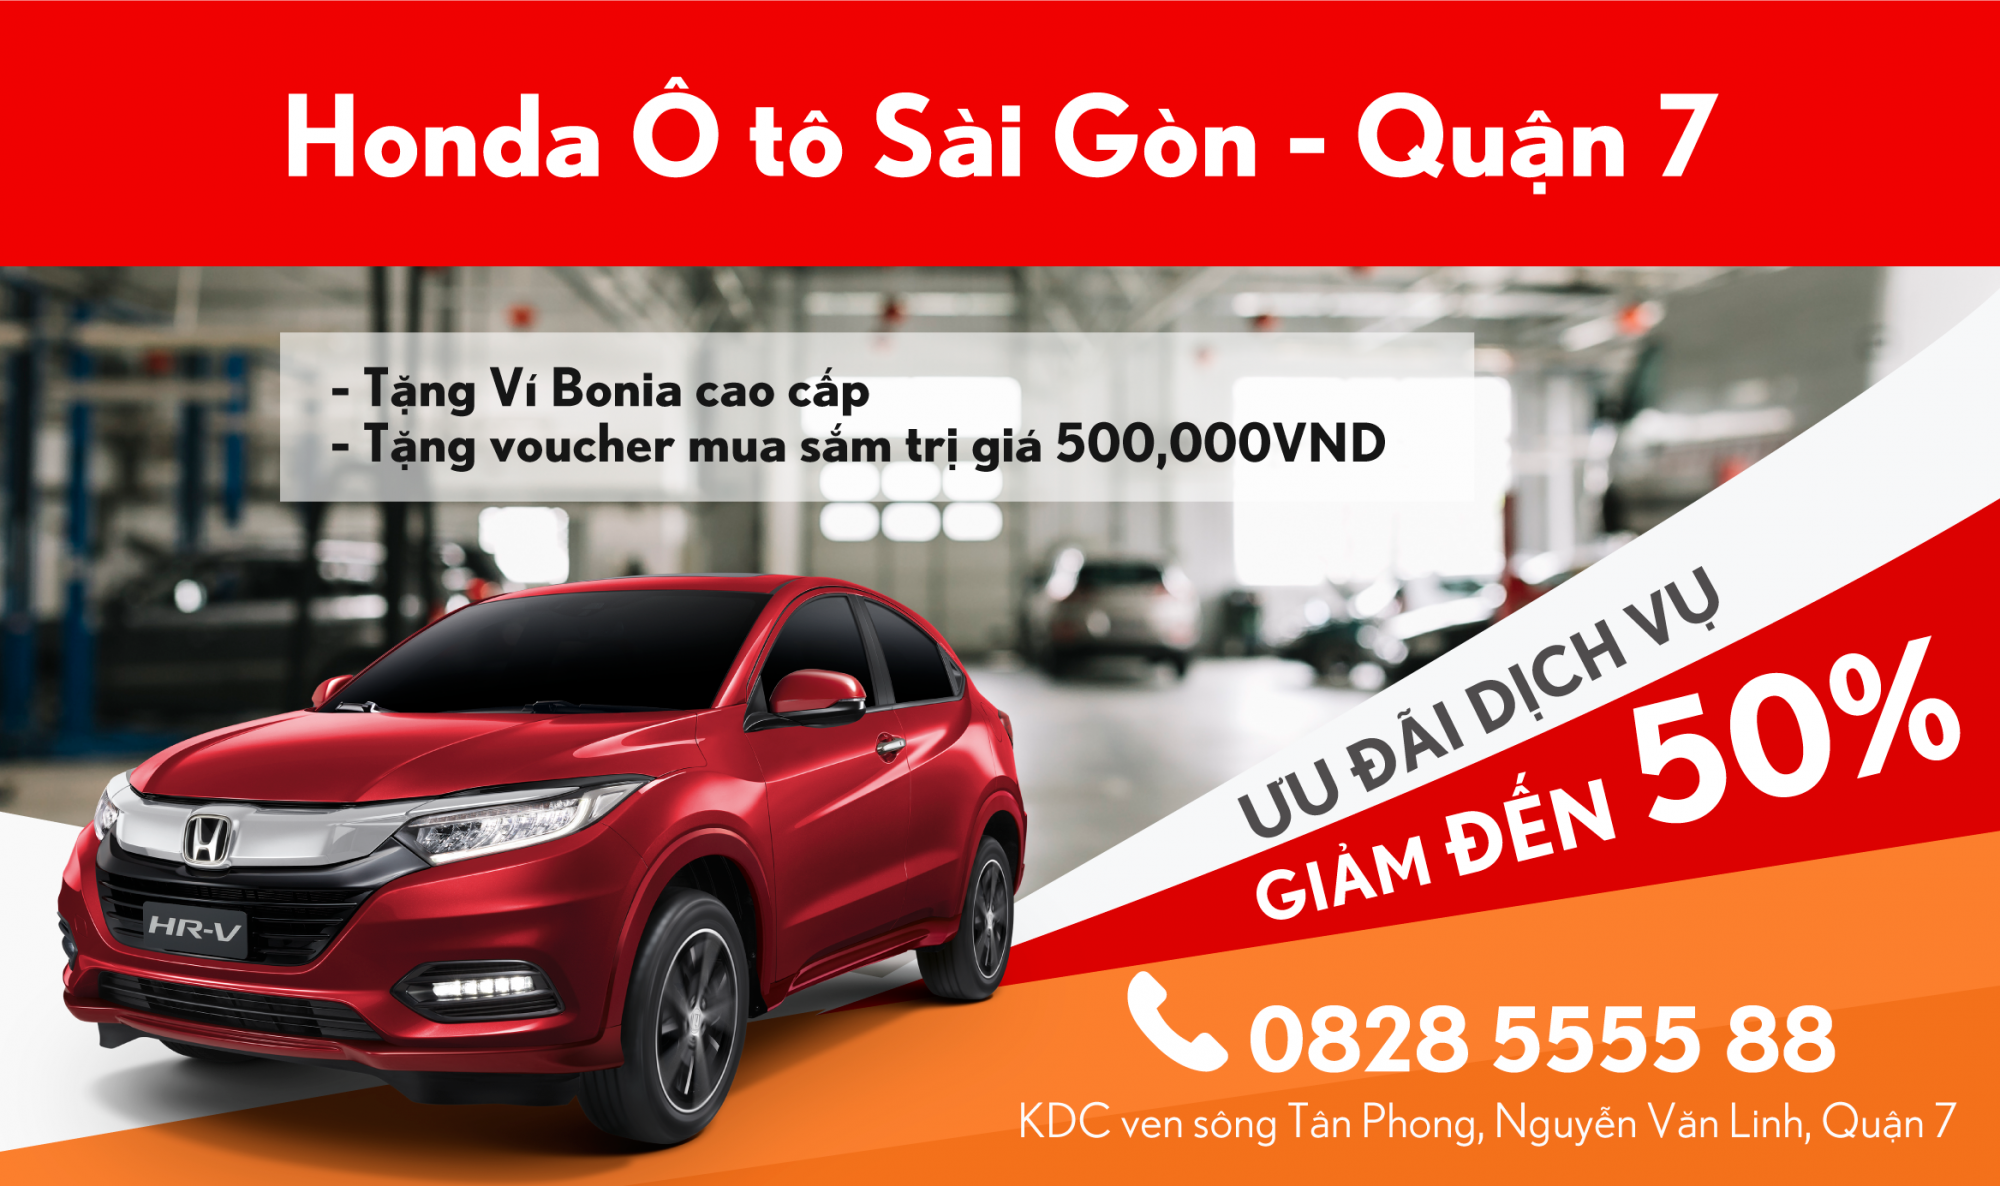 Honda Ô tô Sài Gòn - Quận 7
- Tặng Ví Bonia cao cấp
- Tặng voucher mua sắm trị giá 500,000VND
ƯU ĐÃI DỊCH VỤ
GIẢM ĐẾN 50%
HR-V
0828 5555 88
KDC ven sông Tân Phong, Nguyễn Văn Linh, Quận 7